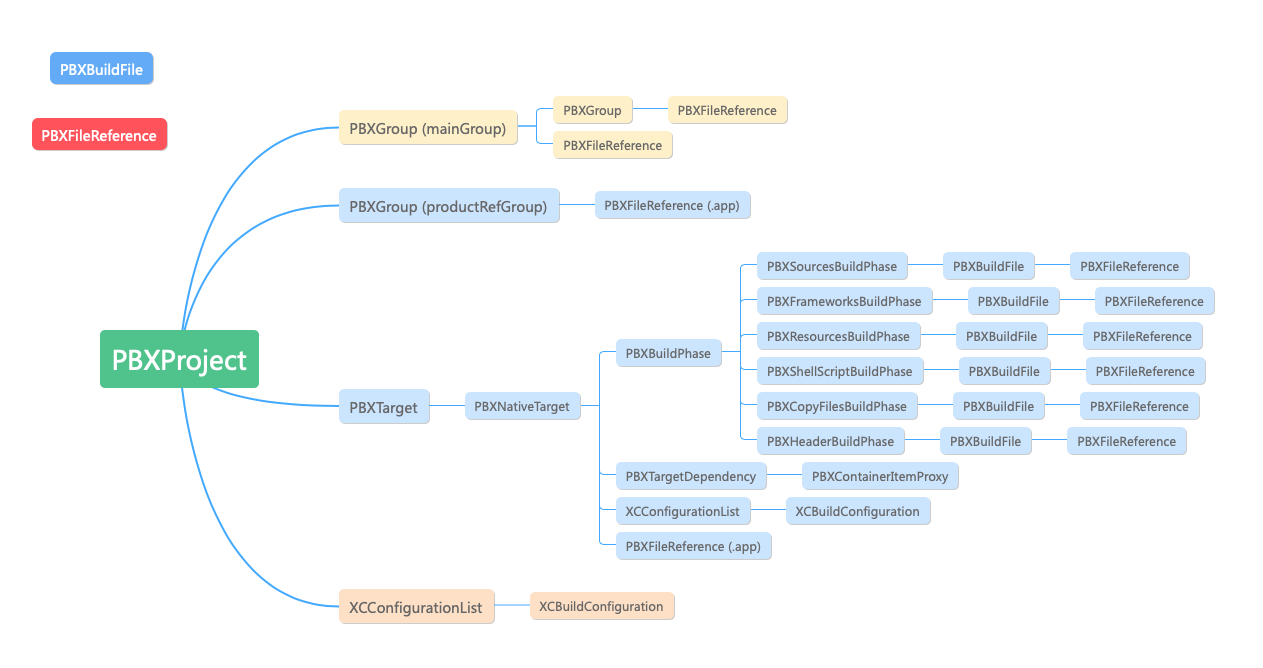 PBXBuildFile
PBXFileReference
PBXProject
PBXGroup (mainGroup)
PBXGroup
PBXFileReference
PBXFileReference
PBXGroup (productRefGroup)
PBXFileReference (.app)
PBXTarget
PBXNativeTarget
PBXBuildPhase
PBXSourcesBuildPhase
PBXBuildFile
PBXFileReference
PBXFrameworksBuildPhase
PBXBuildFile
PBXFileReference
PBXResourcesBuildPhase
PBXBuildFile
PBXFileReference
PBXShellScriptBuildPhase
PBXBuildFile
PBXFileReference
PBXCopyFilesBuildPhase
PBXBuildFile
PBXFileReference
PBXHeaderBuildPhase
PBXBuildFile
PBXFileReference
PBXTargetDependency
PBXContainerItemProxy
XCConfigurationList
XCBuildConfiguration
PBXFileReference (.app)
XCConfigurationList
XCBuildConfiguration